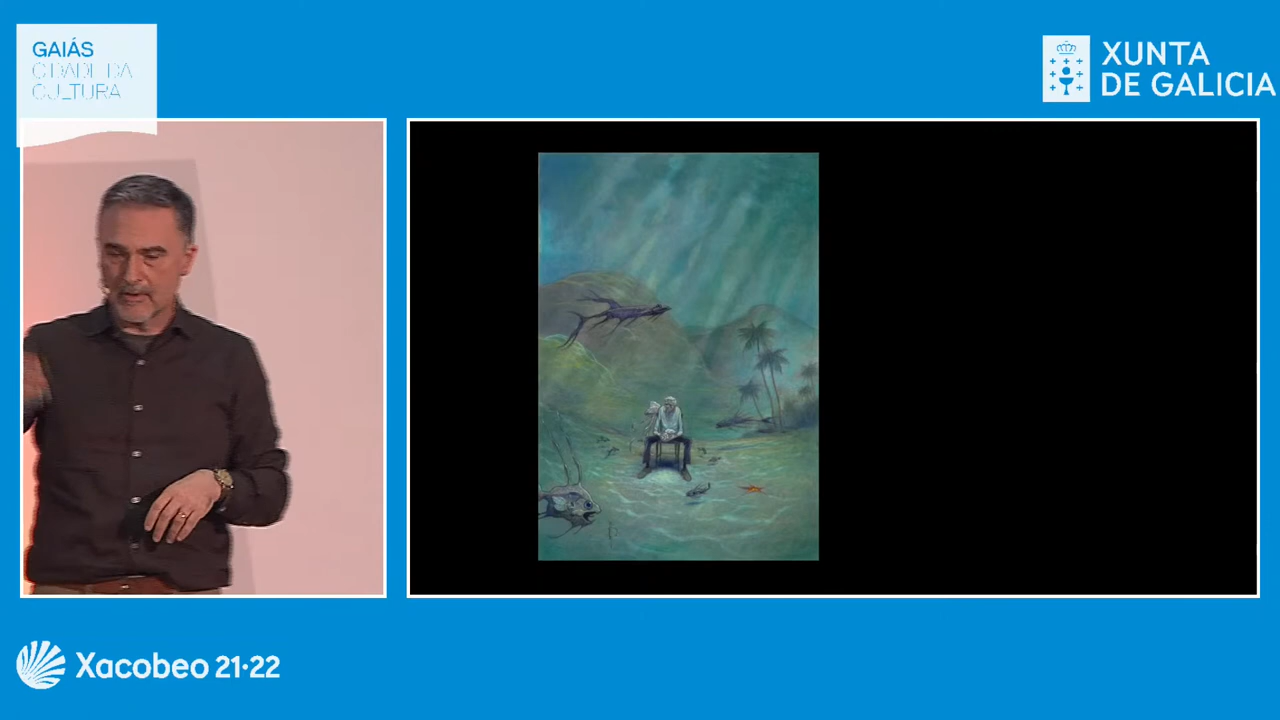 GAIÁS
CIDADE DA
CULTURA
XUNTA
DE GALICIA
Xacobeo 21·22